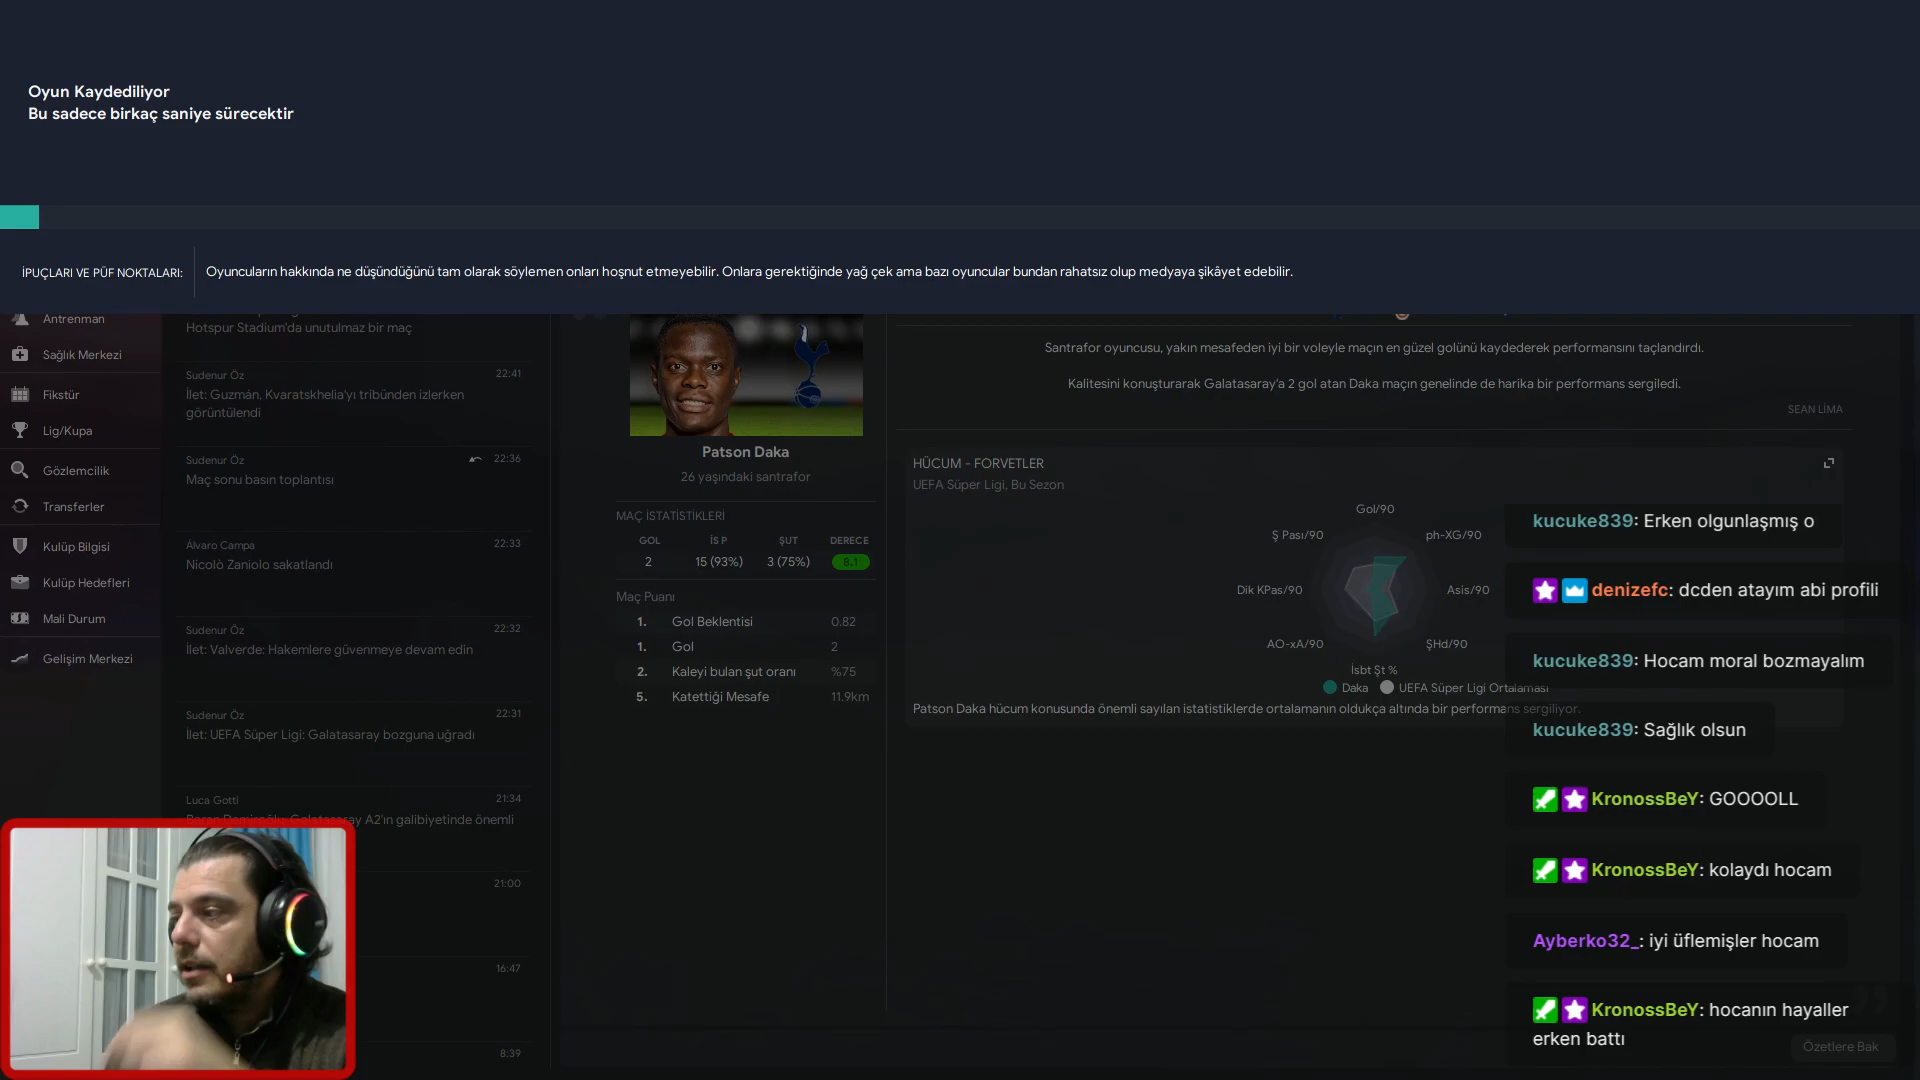 Oyun Kaydediliyor
Bu sadece birkaç saniye sürecektir
İPUÇLARI VE PÜF NOKTALARI:
Oyuncuların hakkında ne düşündüğünü tam olarak söylemen onları hoşnut etmeyebilir. Onlara gerektiğinde yağ çek ama bazı oyuncular bundan rahatsız olup medyaya şikâyet edebilir.
Antrenman
Sağlık Merkezi
Fikstür
Lig/Kupa
Gözlemcilik
Transferler
Kulüp Bilgisi
Kulüp Hedefleri
Mali Durum
Gelişim Merkezi
Hotspur Stadium'da unutulmaz bir maç
Sudenur Öz 22:41
İlet: Guzmán, Kvaratskhelia'yı tribünden izlerken
görüntülendi
Sudenur Öz 22:36
Maç sonu basın toplantısı
Álvaro Campa 22:33
Nicolò Zaniolo sakatlandı
Sudenur Öz 22:32
İlet: Valverde: Hakemlere güvenmeye devam edin
Sudenur Öz 22:31
İlet: UEFA Süper Ligi: Galatasaray bozguna uğradı
Luca Gotti 21:34
Galatasaray A2'ın galibiyetinde önemli
21:00
16:47
8:39
Patson Daka
26 yaşındaki santrafor
MAÇ İSTATİSTİKLERİ
GOL İS P ŞUT DERECE
2 15 (93%) 3 (75%) 8.1
Maç Puanı
1. Gol Beklentisi 0.82
1. Gol 2
2. Kaleyi bulan şut oranı %75
5. Katettiği Mesafe 11.9km
Santrafor oyuncusu, yakın mesafeden iyi bir voleyle maçın en güzel golünü kaydederek performansını taçlandırdı.
Kalitesini konuşturarak Galatasaray'a 2 gol atan Daka maçın genelinde de harika bir performans sergiledi.
SEAN LİMA
HÜCUM - FORVETLER
UEFA Süper Ligi, Bu Sezon
Gol/90
Ş Pası/90
ph-XG/90
Dik KPas/90
Asis/90
AO-xA/90
ŞHd/90
İsbt Şt %
Daka
UEFA Süper Ligi Ortalaması
Patson Daka hücum konusunda önemli sayılan istatistiklerde ortalamanın oldukça altında bir performans sergiliyor.
kucuke839: Erken olgunlaşmış o
denizefc: dcden atayım abi profili
kucuke839: Hocam moral bozmayalım
kucuke839: Sağlık olsun
KronossBeY: GOOOOLL
KronossBeY: kolaydı hocam
Ayberko32_: iyi üflemişler hocam
KronossBeY: hocanın hayaller
erken battı
Özetlere Bak